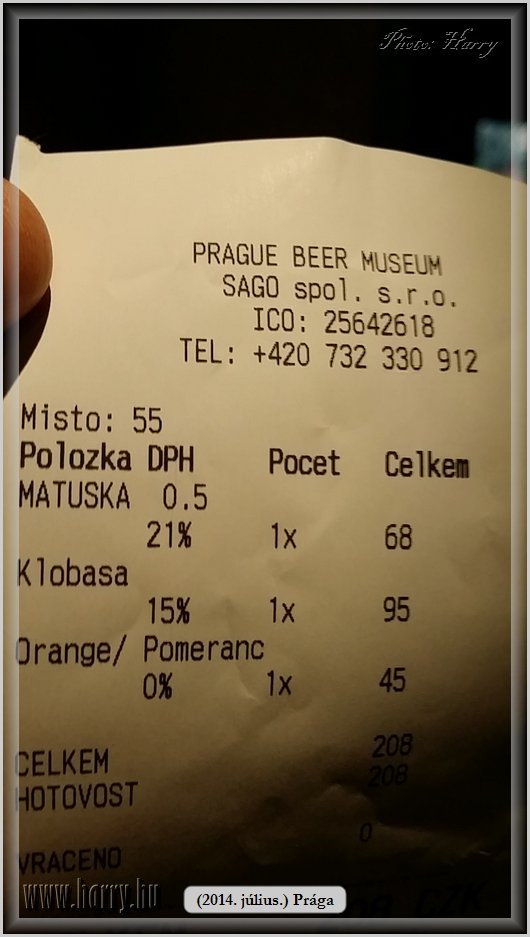 Photo: Harry
PRAGUE BEER MUSEUM
SAGO spol. s.r.o.
ICO: 25642618
TEL: +420 732 330 912
Misto: 55
Polozka DPH Pocet Celkem
MATUSKA 0.5
21% 1x 68
Klobasa
15% 1x 95
Orange/ Pomeranc
0% 1x 45
CELKEM 208
HOTOVOST 208
VRACENO 0
CZK
www.harry.hu
(2014. július.) Prága